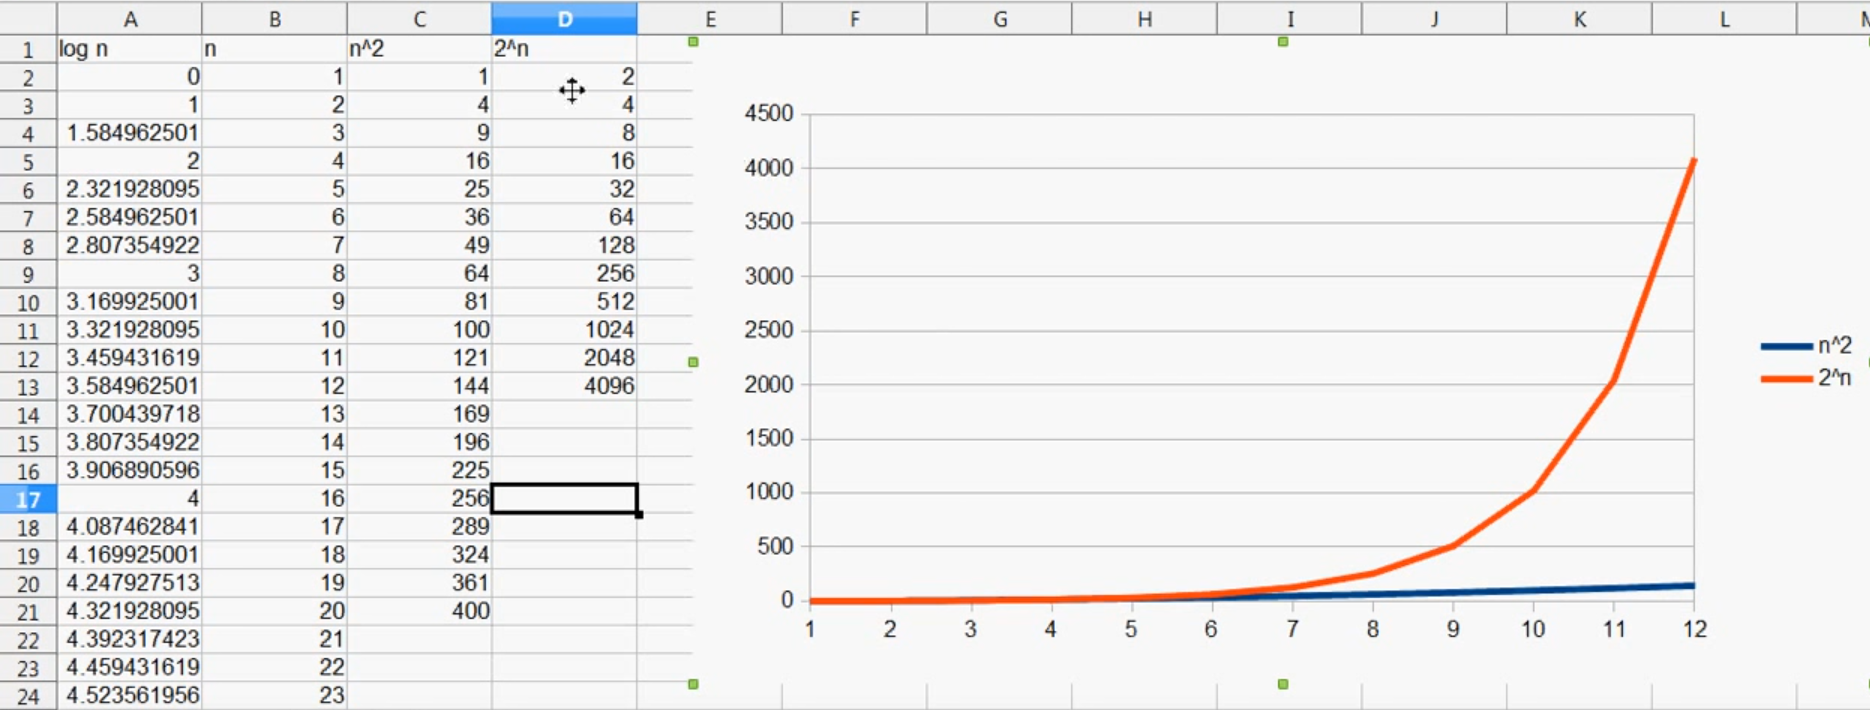 A B C D E F G H I J K L
1 log n n n^2 2^n
2 0 1 1 2
3 1 2 4 4
4 1.584962501 3 9 8
5 2 4 16 16
6 2.321928095 5 25 32
7 2.584962501 6 36 64
8 2.807354922 7 49 128
9 3 8 64 256
10 3.169925001 9 81 512
11 3.321928095 10 100 1024
12 3.459431619 11 121 2048
13 3.584962501 12 144 4096
14 3.700439718 13 169
15 3.807354922 14 196
16 3.906890596 15 225
17 4 16 256
18 4.087462841 17 289
19 4.169925001 18 324
20 4.247927513 19 361
21 4.321928095 20 400
22 4.392317423 21
23 4.459431619 22
24 4.523561956 23
4500
4000
3500
3000
2500
2000
1500
1000
500
0
1 2 3 4 5 6 7 8 9 10 11 12
n^2
2^n